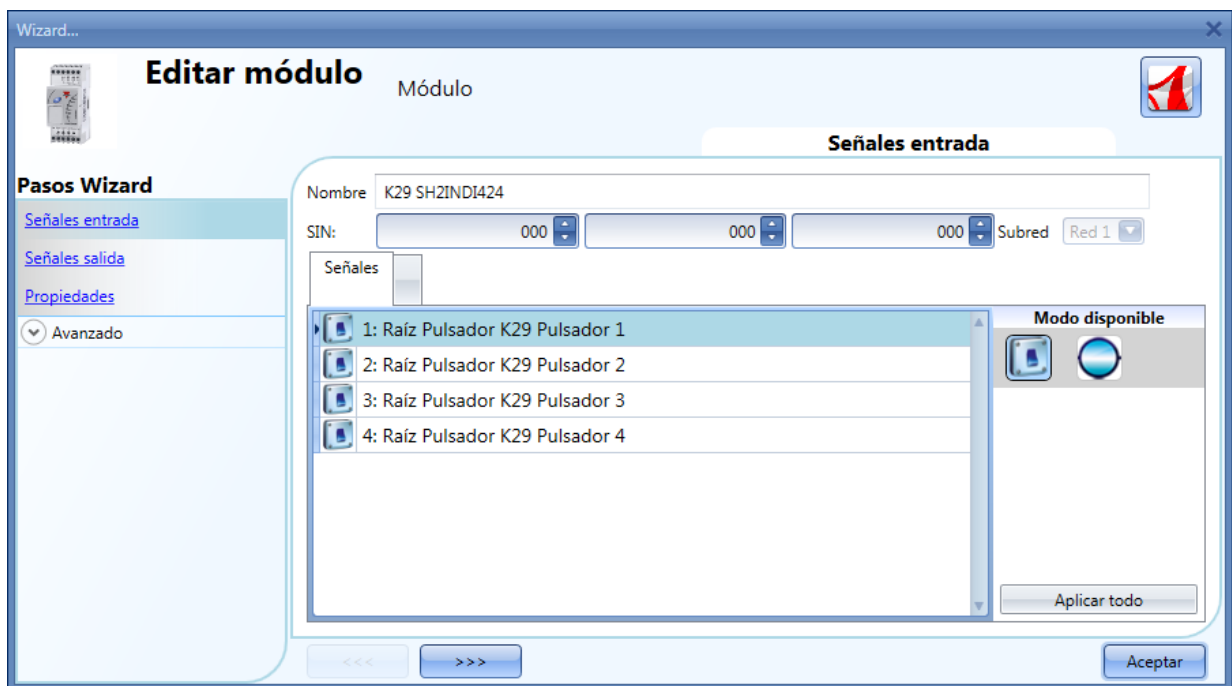 Wizard...
Editar módulo
Módulo
Señales entrada
Pasos Wizard
Señales entrada
Señales salida
Propiedades
Avanzado
Nombre K29 SH2INDI424
SIN: 000 000 000 Subred Red 1
Señales
1: Raíz Pulsador K29 Pulsador 1
2: Raíz Pulsador K29 Pulsador 2
3: Raíz Pulsador K29 Pulsador 3
4: Raíz Pulsador K29 Pulsador 4
Modo disponible
Aplicar todo
<<< >>> Aceptar